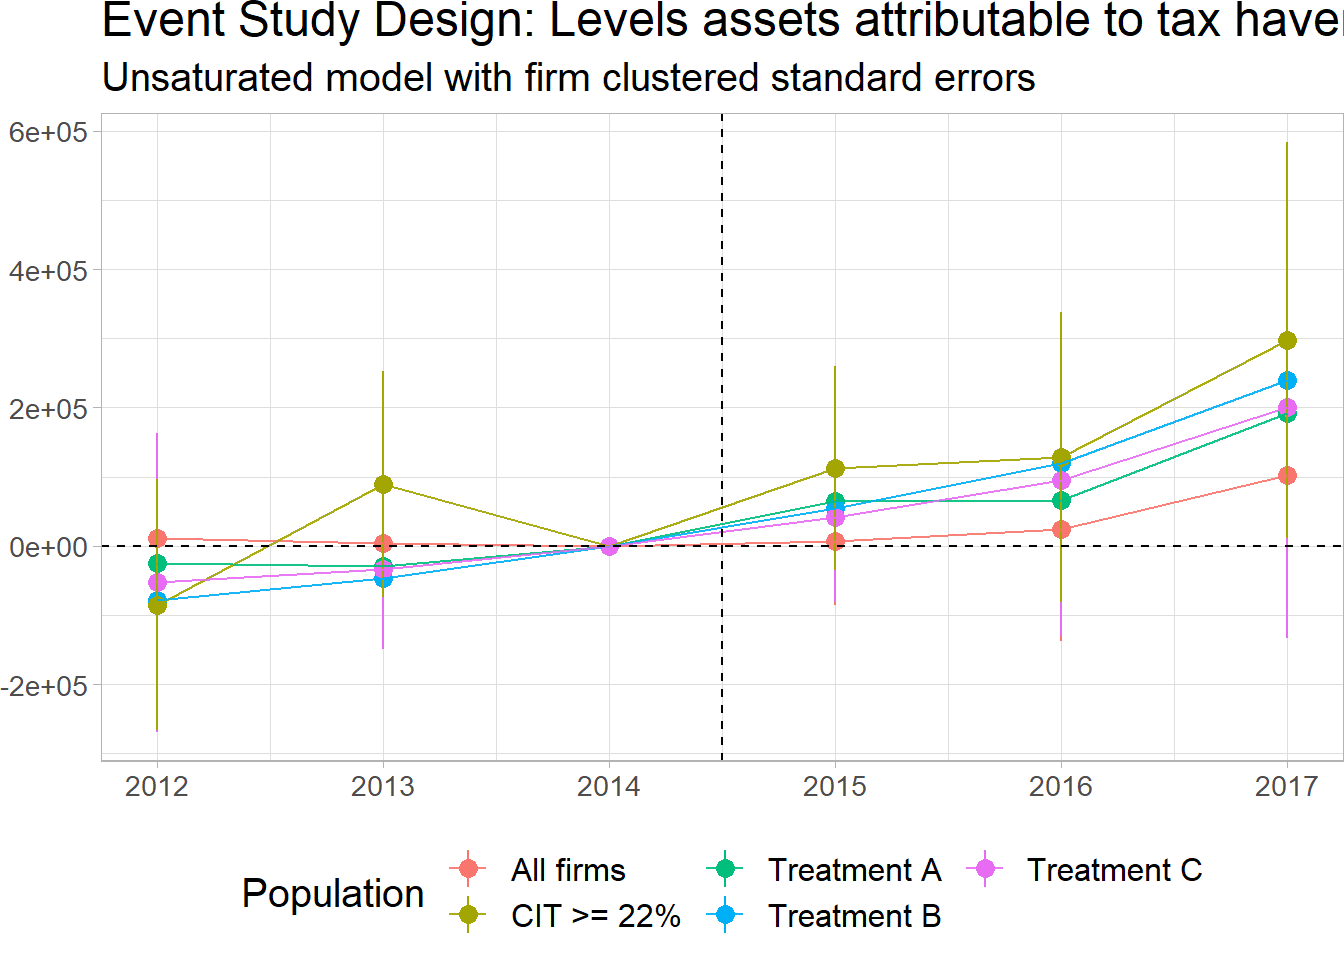 Event Study Design: Levels assets attributable to tax haven
Unsaturated model with firm clustered standard errors
6e+05
4e+05
2e+05
0e+00
-2e+05
2012 2013 2014 2015 2016 2017
Population
All firms Treatment A Treatment C
CIT >= 22% Treatment B